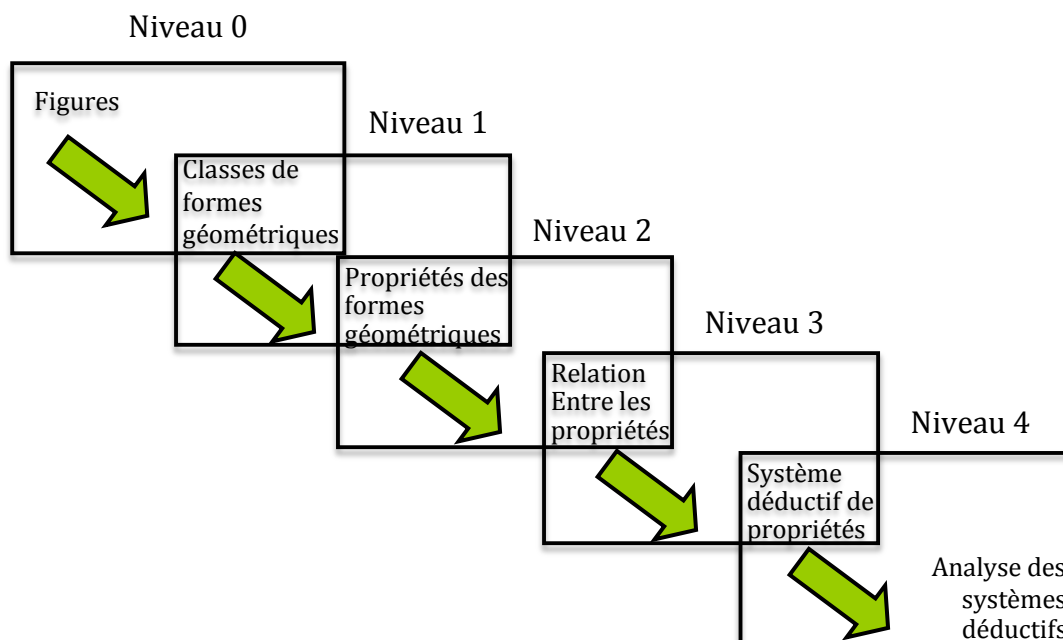 Niveau 0
Figures
Niveau 1
Classes de
formes
géométriques
Niveau 2
Propriétés des
formes
géométriques
Niveau 3
Relation
Entre les
propriétés
Niveau 4
Système
déductif de
propriétés
Analyse des
systèmes
déductifs